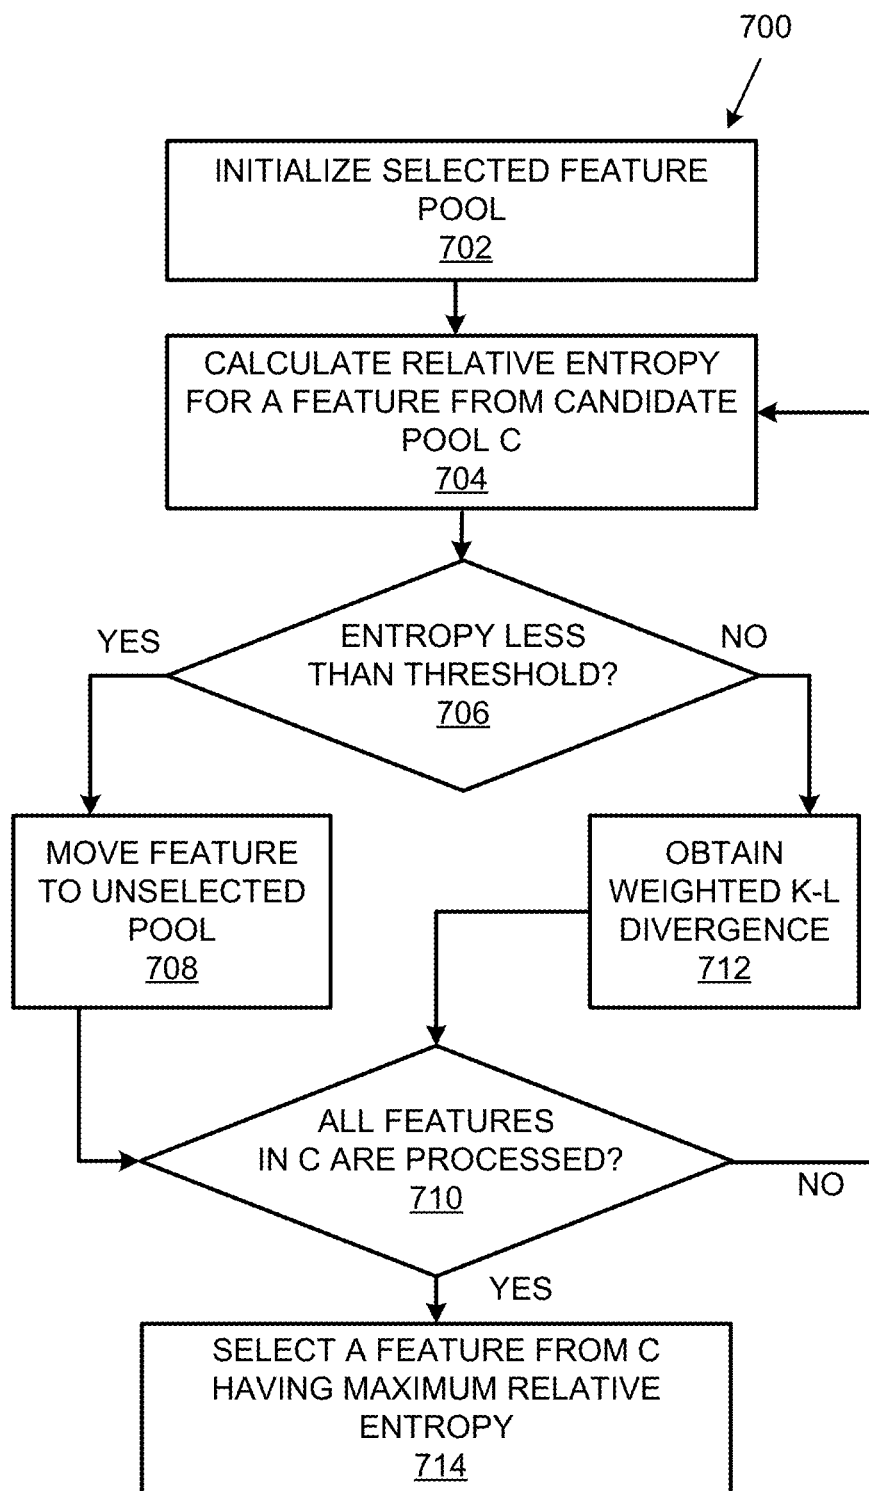 700
INITIALIZE SELECTED FEATURE
POOL
702
CALCULATE RELATIVE ENTROPY
FOR A FEATURE FROM CANDIDATE
POOL C
704
YES
ENTROPY LESS
THAN THRESHOLD?
706
NO
MOVE FEATURE
TO UNSELECTED
POOL
708
OBTAIN
WEIGHTED K-L
DIVERGENCE
712
ALL FEATURES
IN C ARE PROCESSED?
710
NO
YES
SELECT A FEATURE FROM C
HAVING MAXIMUM RELATIVE
ENTROPY
714